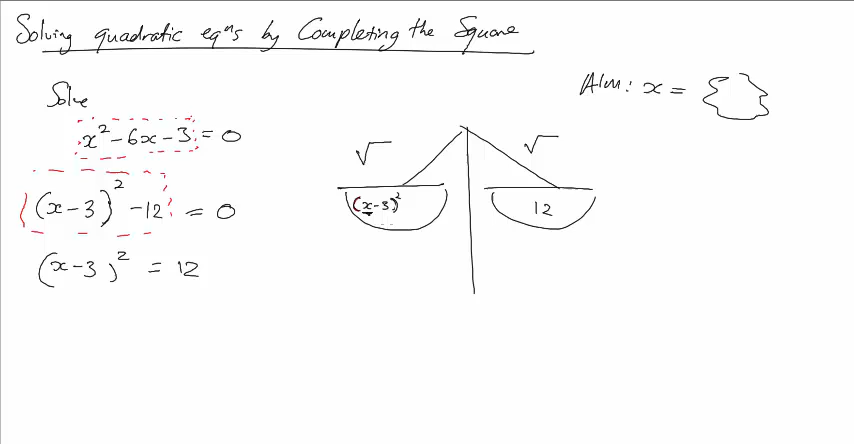 Solving quadratic eqⁿs by Completing the Square
Aim: x =
Solve
x² - 6x - 3 = 0
(x - 3)² - 12 = 0
(x - 3)² = 12
√ √
(x-3)² 12